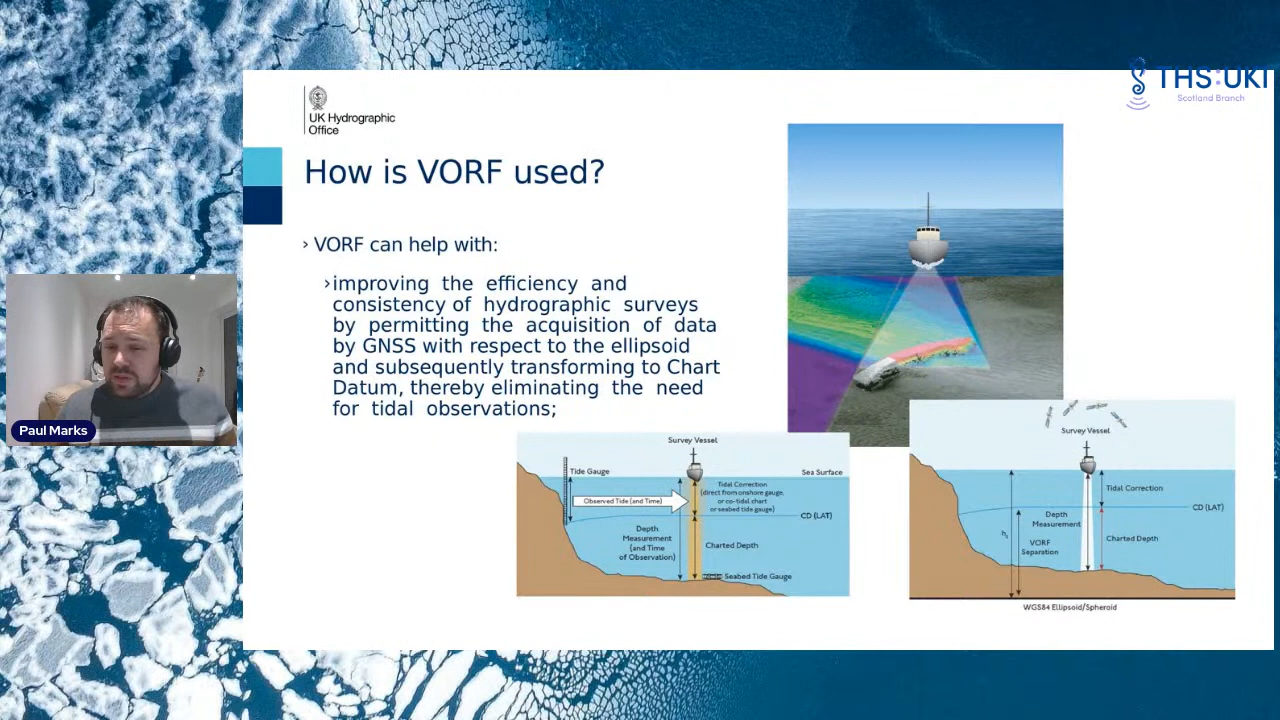 THS:UKI
Scotland Branch
UK Hydrographic
Office
How is VORF used?
› VORF can help with:
›improving the efficiency and
consistency of hydrographic surveys
by permitting the acquisition of data
by GNSS with respect to the ellipsoid
and subsequently transforming to Chart
Datum, thereby eliminating the need
for tidal observations;
Paul Marks
Survey Vessel
Tide Gauge
Sea Surface
Observed Tide (and Time)
Tidal Correction
(direct from onshore gauge,
or co-tidal chart
or seabed tide gauge)
CD (LAT)
Depth
Measurement
(and Time
of Observation)
Charted Depth
Seabed Tide Gauge
Survey Vessel
Tidal Correction
CD (LAT)
Depth
Measurement
Charted Depth
VORF
Separation
WGS84 Ellipsoid/Spheroid